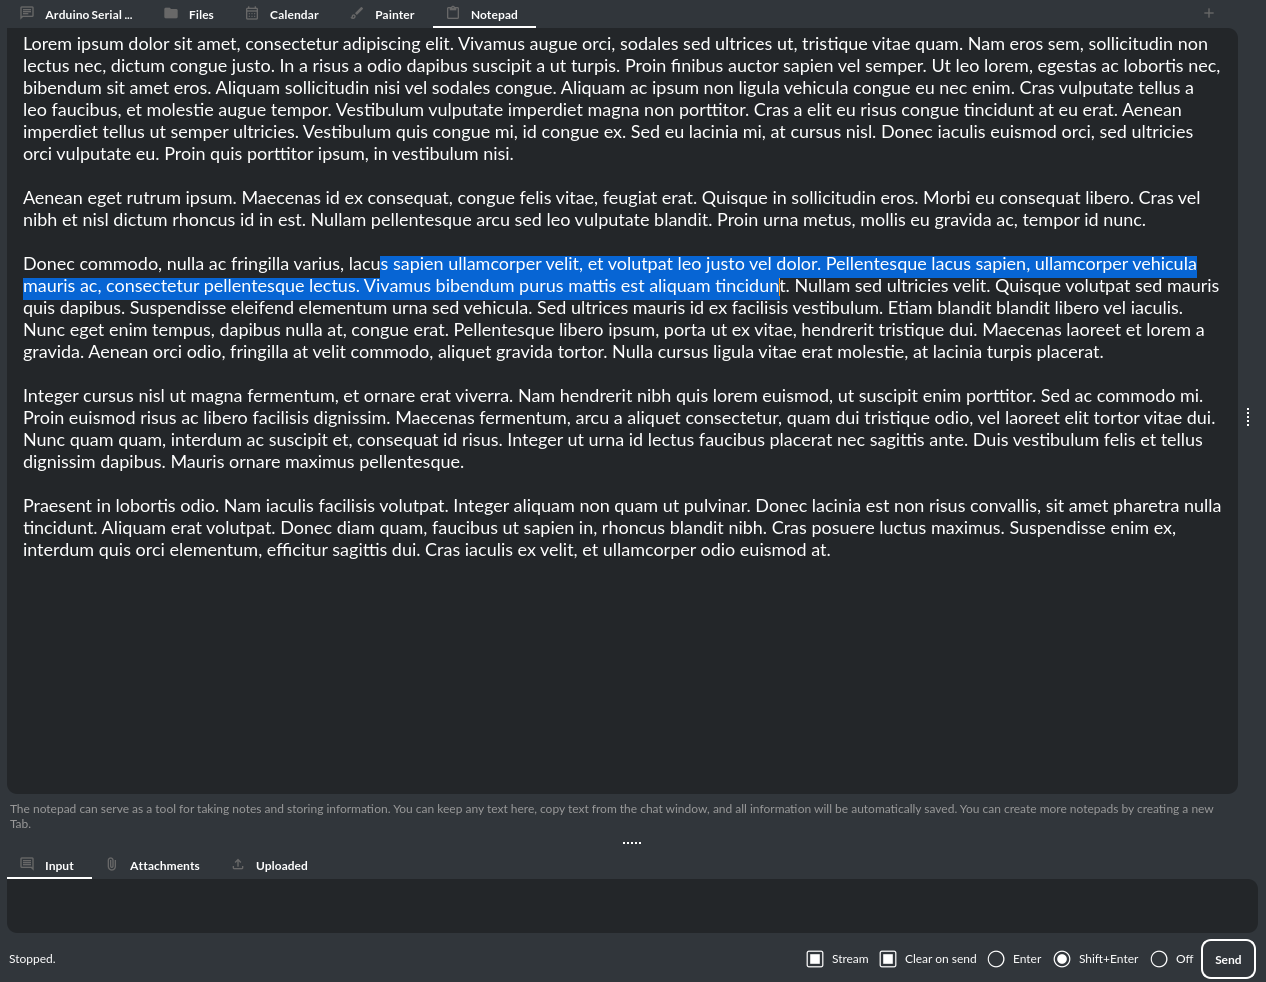 Arduino Serial ... Files Calendar Painter Notepad
Lorem ipsum dolor sit amet, consectetur adipiscing elit. Vivamus augue orci, sodales sed ultrices ut, tristique vitae quam. Nam eros sem, sollicitudin non
lectus nec, dictum congue justo. In a risus a odio dapibus suscipit a ut turpis. Proin finibus auctor sapien vel semper. Ut leo lorem, egestas ac lobortis nec,
bibendum sit amet eros. Aliquam sollicitudin nisi vel sodales congue. Aliquam ac ipsum non ligula vehicula congue eu nec enim. Cras vulputate tellus a
leo faucibus, et molestie augue tempor. Vestibulum vulputate imperdiet magna non porttitor. Cras a elit eu risus congue tincidunt at eu erat. Aenean
imperdiet tellus ut semper ultricies. Vestibulum quis congue mi, id congue ex. Sed eu lacinia mi, at cursus nisl. Donec iaculis euismod orci, sed ultricies
orci vulputate eu. Proin quis porttitor ipsum, in vestibulum nisi.
Aenean eget rutrum ipsum. Maecenas id ex consequat, congue felis vitae, feugiat erat. Quisque in sollicitudin eros. Morbi eu consequat libero. Cras vel
nibh et nisl dictum rhoncus id in est. Nullam pellentesque arcu sed leo vulputate blandit. Proin urna metus, mollis eu gravida ac, tempor id nunc.
Donec commodo, nulla ac fringilla varius, lacus sapien ullamcorper velit, et volutpat leo justo vel dolor. Pellentesque lacus sapien, ullamcorper vehicula
mauris ac, consectetur pellentesque lectus. Vivamus bibendum purus mattis est aliquam tincidunt. Nullam sed ultricies velit. Quisque volutpat sed mauris
quis dapibus. Suspendisse eleifend elementum urna sed vehicula. Sed ultrices mauris id ex facilisis vestibulum. Etiam blandit blandit libero vel iaculis.
Nunc eget enim tempus, dapibus nulla at, congue erat. Pellentesque libero ipsum, porta ut ex vitae, hendrerit tristique dui. Maecenas laoreet et lorem a
gravida. Aenean orci odio, fringilla at velit commodo, aliquet gravida tortor. Nulla cursus ligula vitae erat molestie, at lacinia turpis placerat.
Integer cursus nisl ut magna fermentum, et ornare erat viverra. Nam hendrerit nibh quis lorem euismod, ut suscipit enim porttitor. Sed ac commodo mi.
Proin euismod risus ac libero facilisis dignissim. Maecenas fermentum, arcu a aliquet consectetur, quam dui tristique odio, vel laoreet elit tortor vitae dui.
Nunc quam quam, interdum ac suscipit et, consequat id risus. Integer ut urna id lectus faucibus placerat nec sagittis ante. Duis vestibulum felis et tellus
dignissim dapibus. Mauris ornare maximus pellentesque.
Praesent in lobortis odio. Nam iaculis facilisis volutpat. Integer aliquam non quam ut pulvinar. Donec lacinia est non risus convallis, sit amet pharetra nulla
tincidunt. Aliquam erat volutpat. Donec diam quam, faucibus ut sapien in, rhoncus blandit nibh. Cras posuere luctus maximus. Suspendisse enim ex,
interdum quis orci elementum, efficitur sagittis dui. Cras iaculis ex velit, et ullamcorper odio euismod at.
The notepad can serve as a tool for taking notes and storing information. You can keep any text here, copy text from the chat window, and all information will be automatically saved. You can create more notepads by creating a new
Tab.
Input Attachments Uploaded
Stopped. Stream Clear on send Enter Shift+Enter Off Send